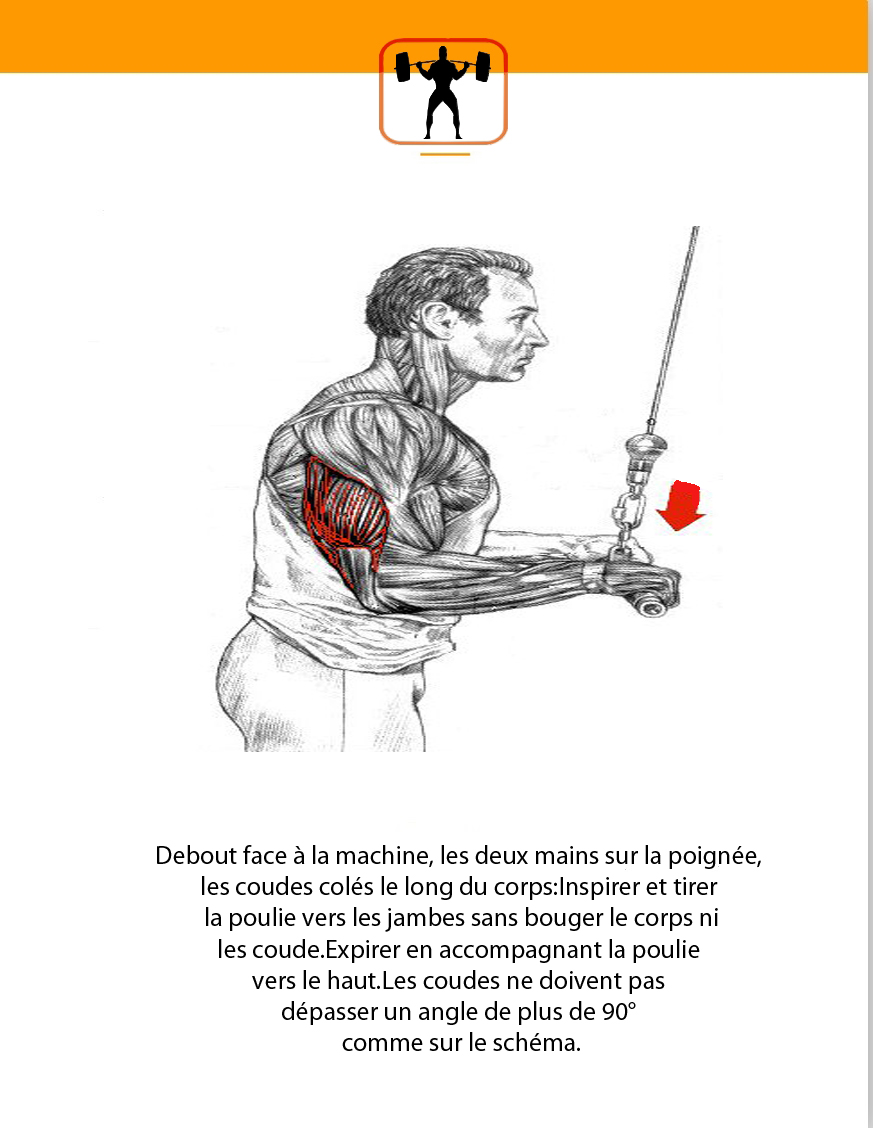 Debout face à la machine, les deux mains sur la poignée,
les coudes colés le long du corps:Inspirer et tirer
la poulie vers les jambes sans bouger le corps ni
les coude.Expirer en accompagnant la poulie
vers le haut.Les coudes ne doivent pas
dépasser un angle de plus de 90°
comme sur le schéma.